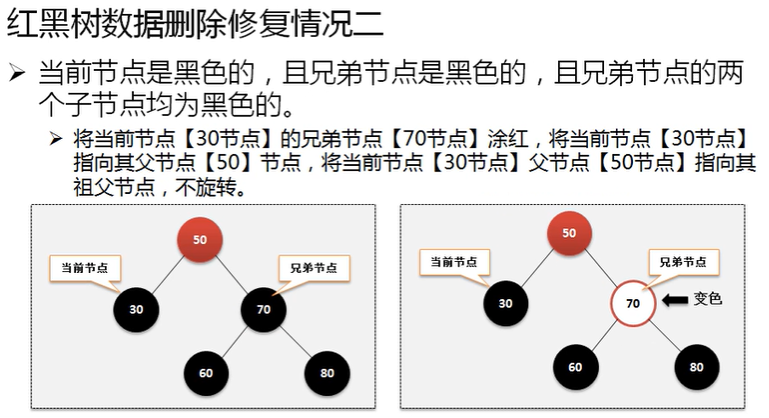 红黑树数据删除修复情况二
当前节点是黑色的，且兄弟节点是黑色的，且兄弟节点的两
个子节点均为黑色的。
将当前节点【30节点】的兄弟节点【70节点】涂红，将当前节点【30节点】
指向其父节点【50】节点，将当前节点【30节点】父节点【50节点】指向其
祖父节点，不旋转。
50
当前节点
兄弟节点
30
70
60
80
50
当前节点
兄弟节点
30
70
变色
60
80